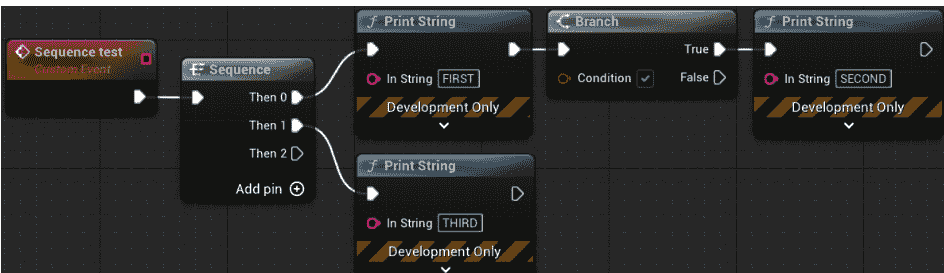 Sequence test
Custom Event
Sequence
Then 0
Then 1
Then 2
Add pin
f Print String
In String FIRST
Development Only
Branch
True
Condition
False
f Print String
In String SECOND
Development Only
f Print String
In String THIRD
Development Only